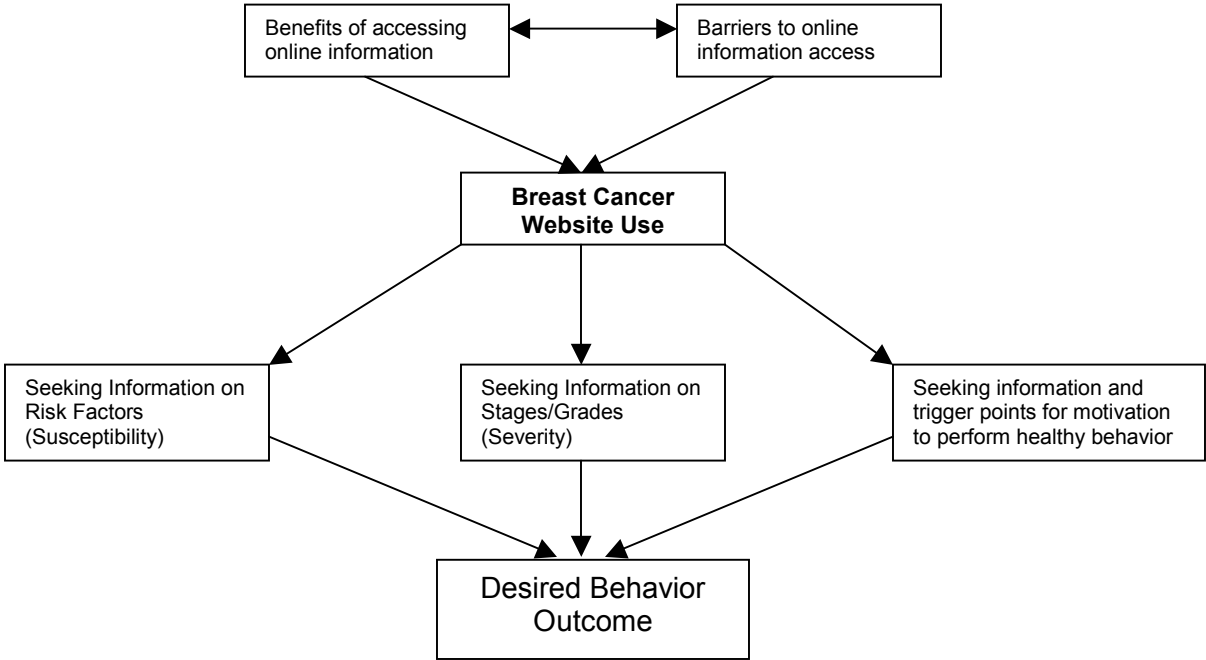 Benefits of accessing
online information
Barriers to online
information access
Breast Cancer
Website Use
Seeking Information on
Risk Factors
(Susceptibility)
Seeking Information on
Stages/Grades
(Severity)
Seeking information and
trigger points for motivation
to perform healthy behavior
Desired Behavior
Outcome